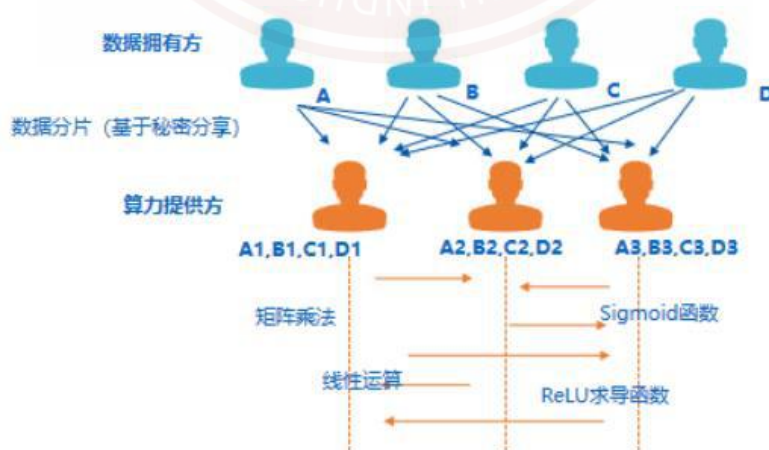 数据拥有方
A
B
C
D
数据分片（基于秘密分享）
算力提供方
A1,B1,C1,D1
A2,B2,C2,D2
A3,B3,C3,D3
矩阵乘法
Sigmoid函数
线性运算
ReLU求导函数